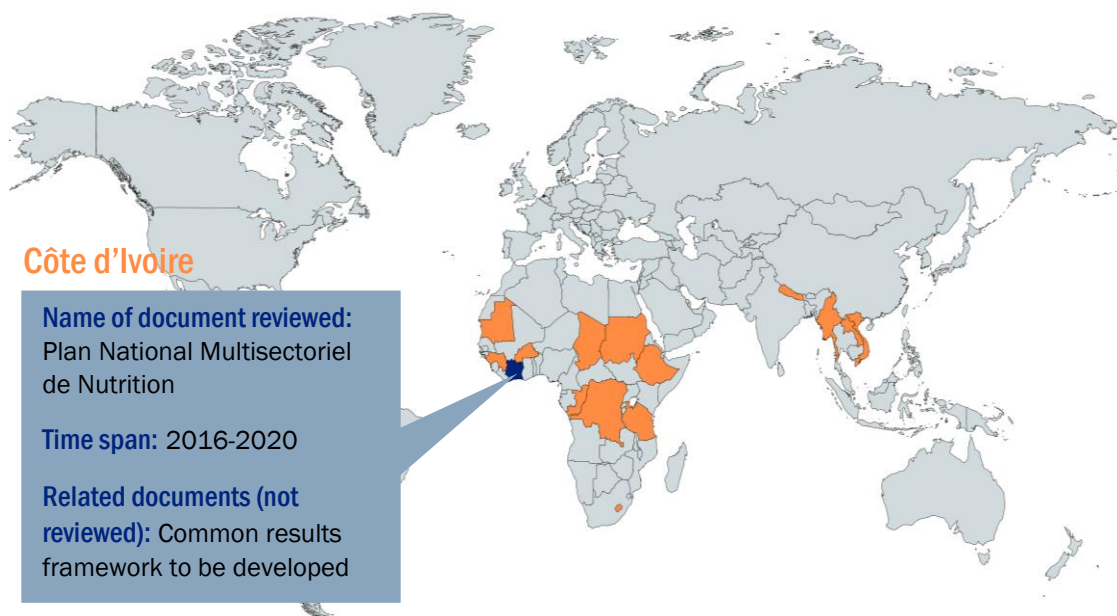 Côte d'Ivoire
Name of document reviewed:
Plan National Multisectoriel
de Nutrition
Time span: 2016-2020
Related documents (not
reviewed): Common results
framework to be developed